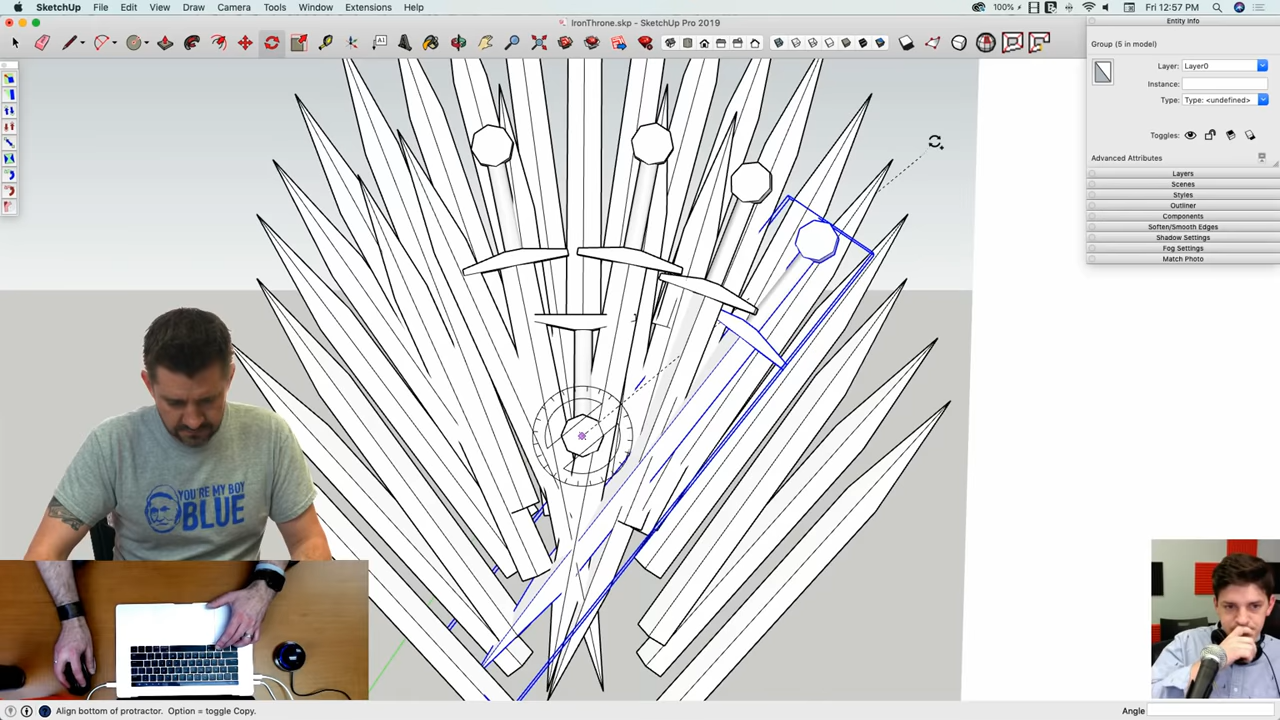 SketchUp File Edit View Draw Camera Tools Window Extensions Help
100% Fri 12:57 PM
IronThrone.skp - SketchUp Pro 2019
Entity Info
Group (5 in model)
Layer: Layer0
Instance:
Type: Type: <undefined>
Toggles:
Advanced Attributes
Layers
Scenes
Styles
Outliner
Components
Soften/Smooth Edges
Shadow Settings
Fog Settings
Match Photo
YOU'RE MY BOY
BLUE
Align bottom of protractor. Option = toggle Copy.
Angle